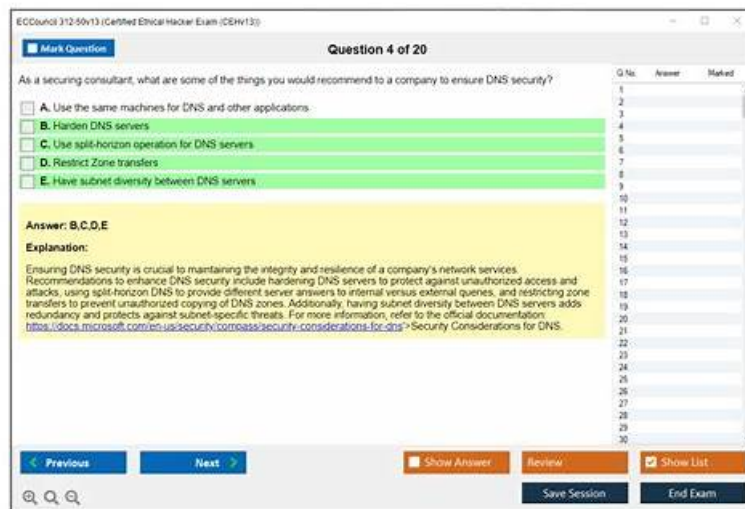 ECCouncil 312-50v13 (Certified Ethical Hacker Exam (CEHv13))
Mark Question
Question 4 of 20
As a securing consultant, what are some of the things you would recommend to a company to ensure DNS security?
A. Use the same machines for DNS and other applications
B. Harden DNS servers
C. Use split-horizon operation for DNS servers
D. Restrict Zone transfers
E. Have subnet diversity between DNS servers
Answer: B,C,D,E
Explanation:
Ensuring DNS security is crucial to maintaining the integrity and resilience of a company's network services.
Recommendations to enhance DNS security include hardening DNS servers to protect against unauthorized access and
attacks, using split-horizon DNS to provide different server answers to internal versus external queries, and restricting zone
transfers to prevent unauthorized copying of DNS zones. Additionally, having subnet diversity between DNS servers adds
redundancy and protects against subnet-specific threats. For more information, refer to the official documentation:
https://docs.microsoft.com/en-us/security/compass/security-considerations-for-dns'>Security Considerations for DNS.
Q.No. Answer Marked
1
2
3
4
5
6
7
8
9
10
11
12
13
14
15
16
17
18
19
20
21
22
23
24
25
26
27
28
29
30
Previous
Next
Show Answer
Review
Show List
Save Session
End Exam